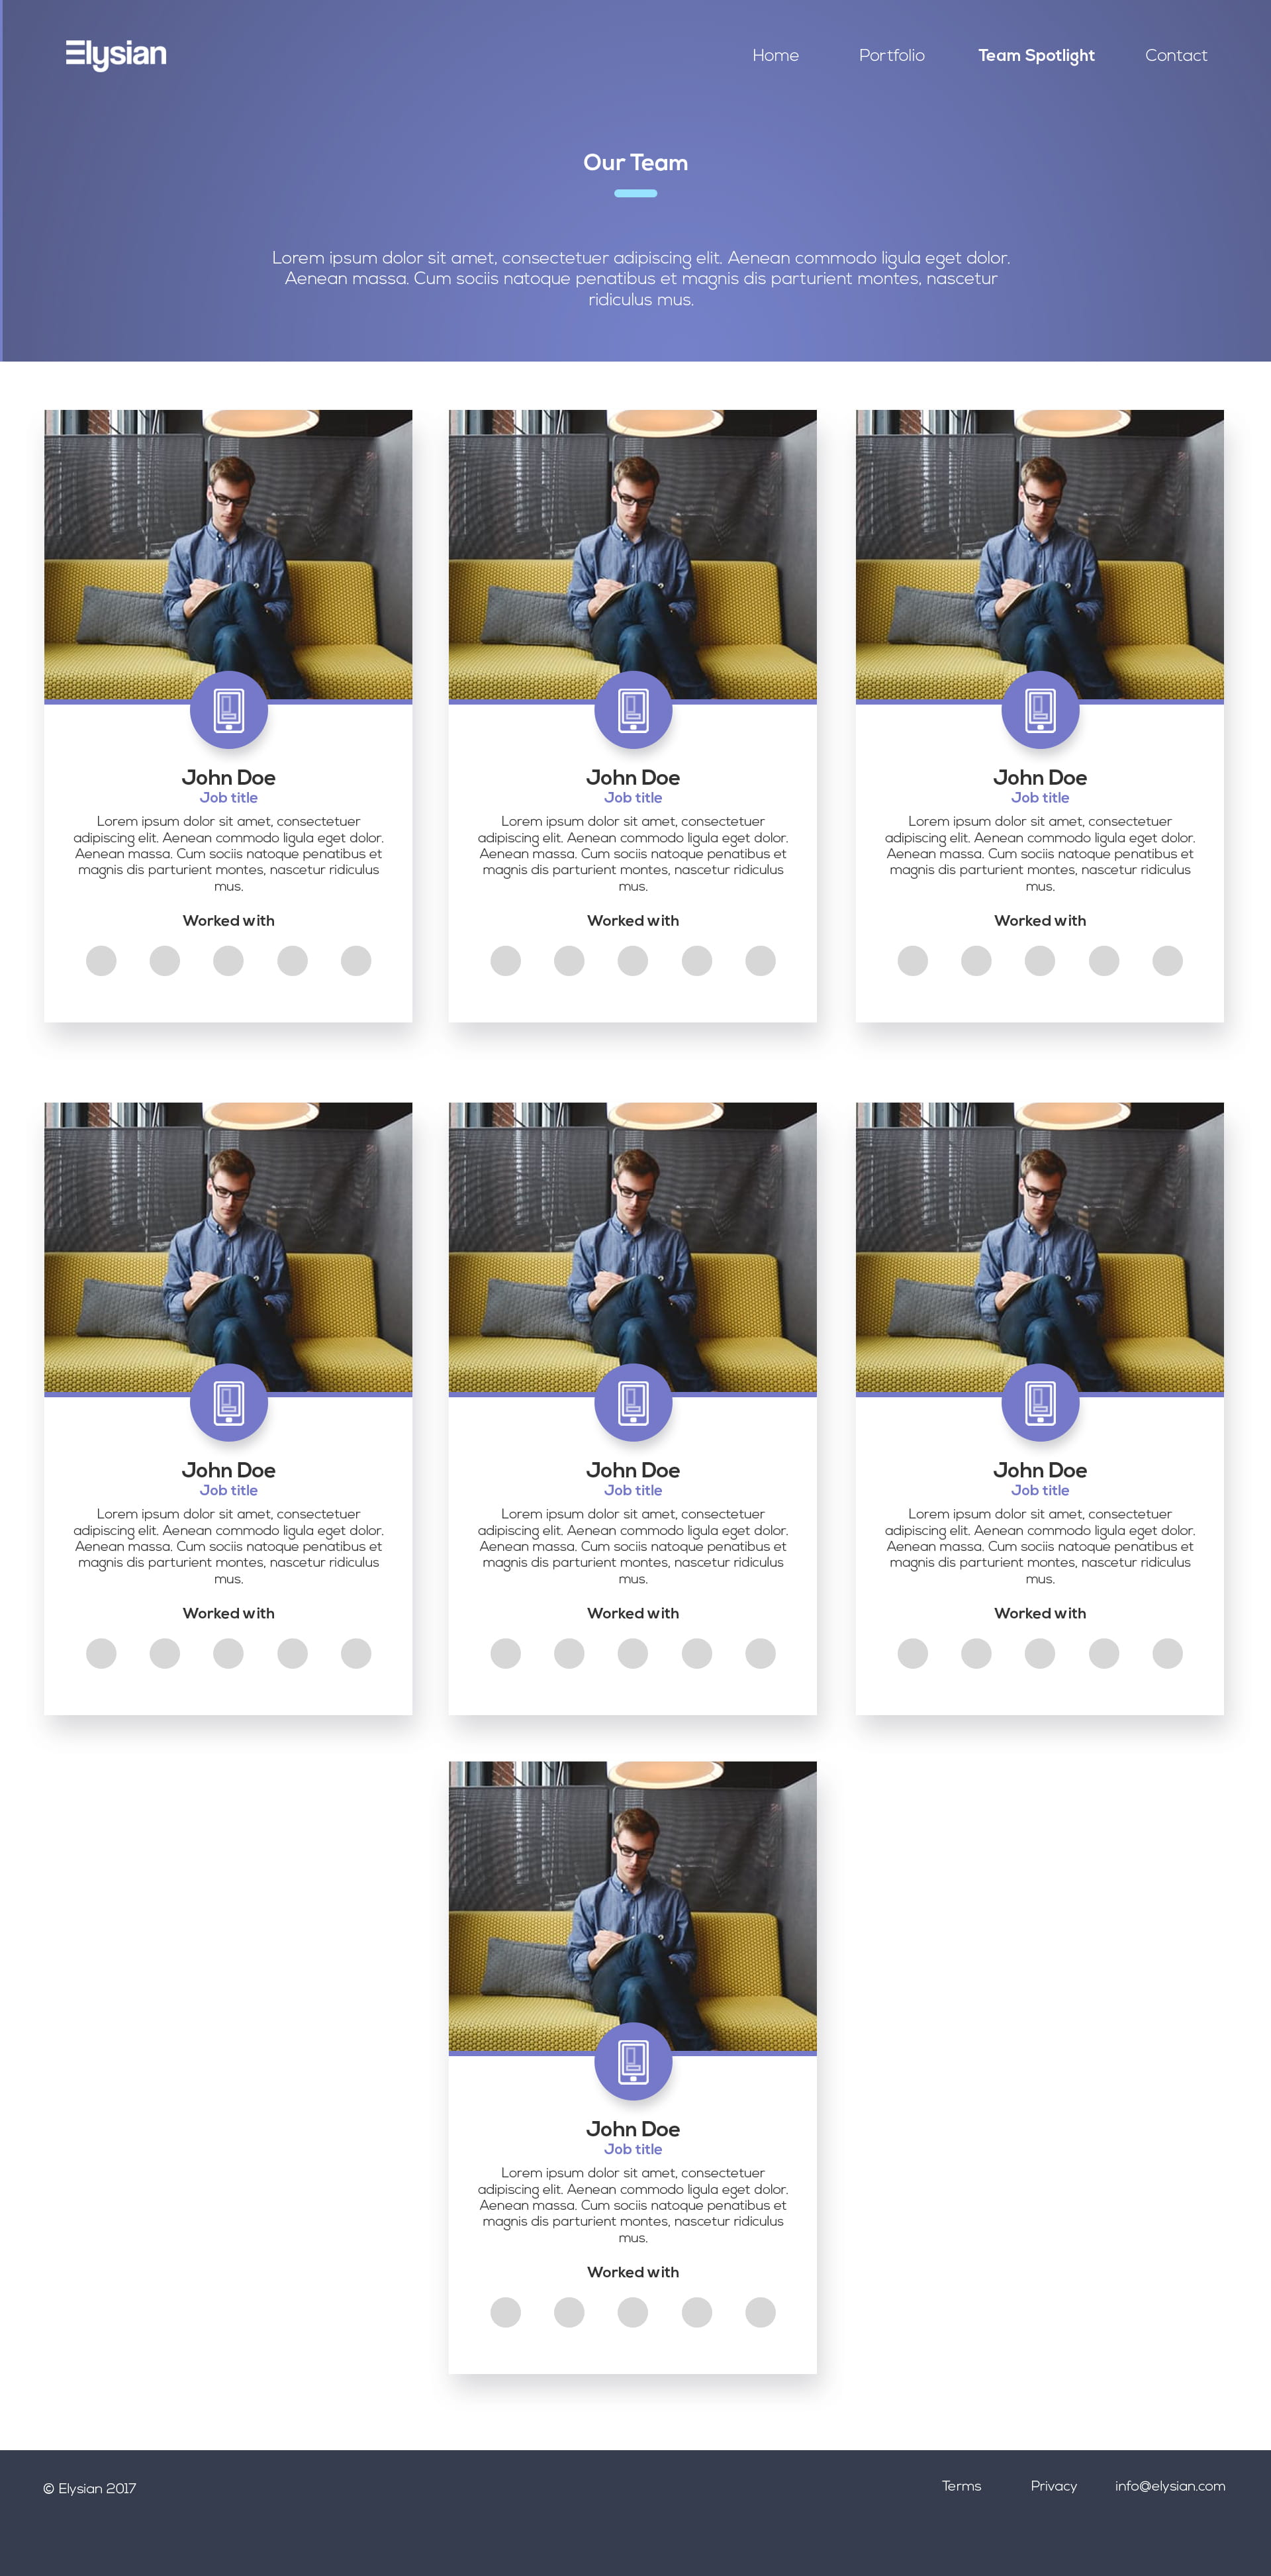 Elysian
Home Portfolio Team Spotlight Contact
Our Team
Lorem ipsum dolor sit amet, consectetuer adipiscing elit. Aenean commodo ligula eget dolor.
Aenean massa. Cum sociis natoque penatibus et magnis dis parturient montes, nascetur
ridiculus mus.
John Doe
Job title
Lorem ipsum dolor sit amet, consectetuer
adipiscing elit. Aenean commodo ligula eget dolor.
Aenean massa. Cum sociis natoque penatibus et
magnis dis parturient montes, nascetur ridiculus
mus.
Worked with
John Doe
Job title
Lorem ipsum dolor sit amet, consectetuer
adipiscing elit. Aenean commodo ligula eget dolor.
Aenean massa. Cum sociis natoque penatibus et
magnis dis parturient montes, nascetur ridiculus
mus.
Worked with
John Doe
Job title
Lorem ipsum dolor sit amet, consectetuer
adipiscing elit. Aenean commodo ligula eget dolor.
Aenean massa. Cum sociis natoque penatibus et
magnis dis parturient montes, nascetur ridiculus
mus.
Worked with
John Doe
Job title
Lorem ipsum dolor sit amet, consectetuer
adipiscing elit. Aenean commodo ligula eget dolor.
Aenean massa. Cum sociis natoque penatibus et
magnis dis parturient montes, nascetur ridiculus
mus.
Worked with
John Doe
Job title
Lorem ipsum dolor sit amet, consectetuer
adipiscing elit. Aenean commodo ligula eget dolor.
Aenean massa. Cum sociis natoque penatibus et
magnis dis parturient montes, nascetur ridiculus
mus.
Worked with
John Doe
Job title
Lorem ipsum dolor sit amet, consectetuer
adipiscing elit. Aenean commodo ligula eget dolor.
Aenean massa. Cum sociis natoque penatibus et
magnis dis parturient montes, nascetur ridiculus
mus.
Worked with
John Doe
Job title
Lorem ipsum dolor sit amet, consectetuer
adipiscing elit. Aenean commodo ligula eget dolor.
Aenean massa. Cum sociis natoque penatibus et
magnis dis parturient montes, nascetur ridiculus
mus.
Worked with
© Elysian 2017
Terms Privacy info@elysian.com